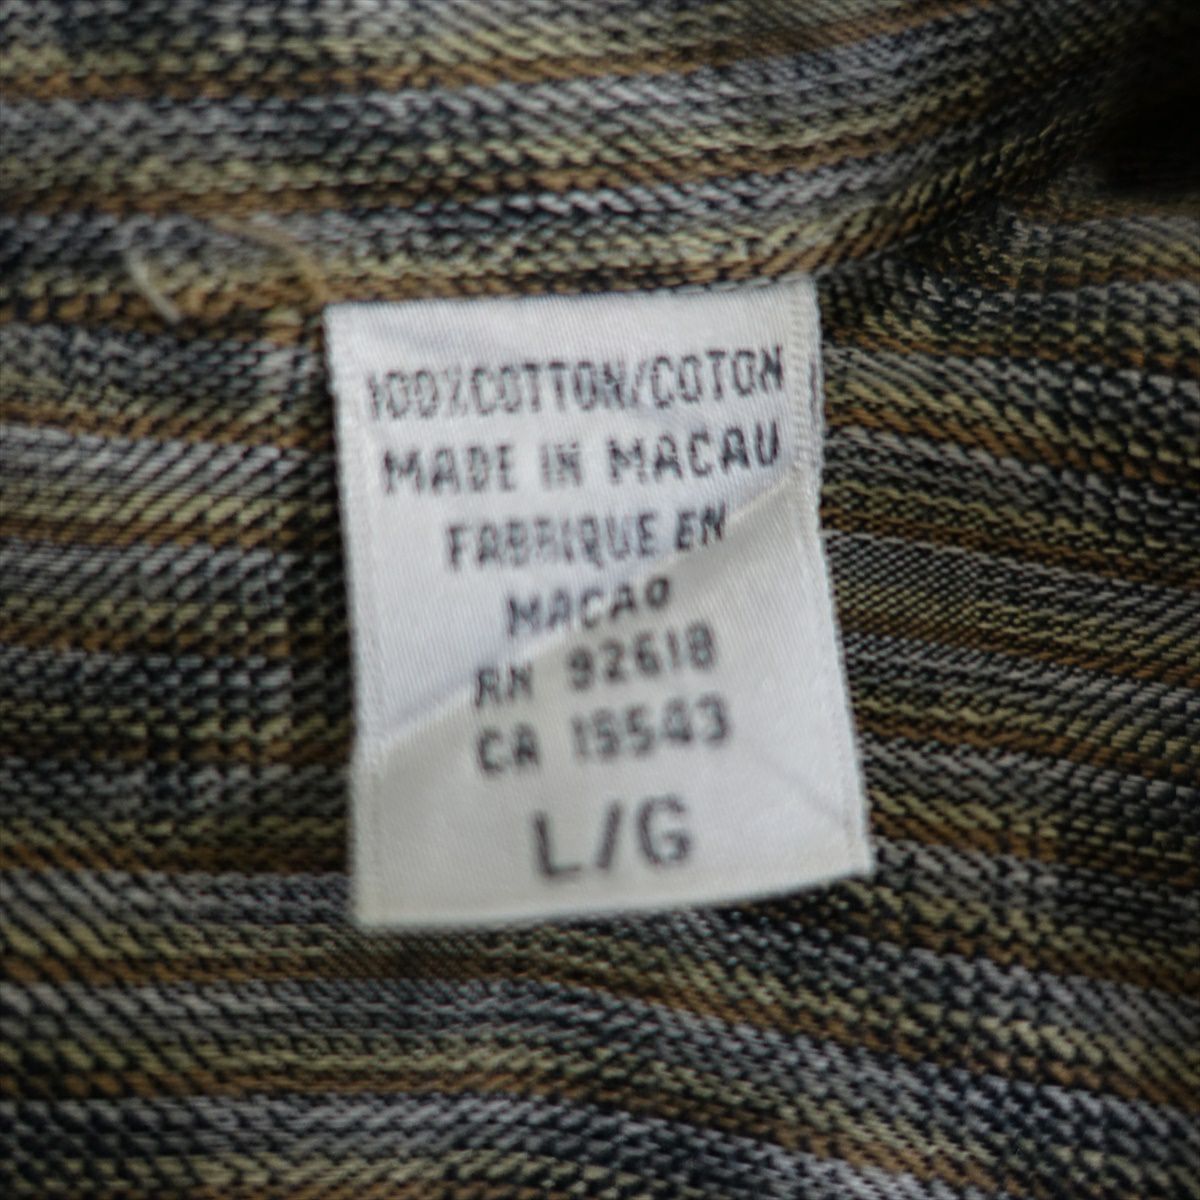 100%COTTON/COTON
MADE IN MACAU
FABRIQUE EN
MACAO
RN 92618
CA 15543
L/G